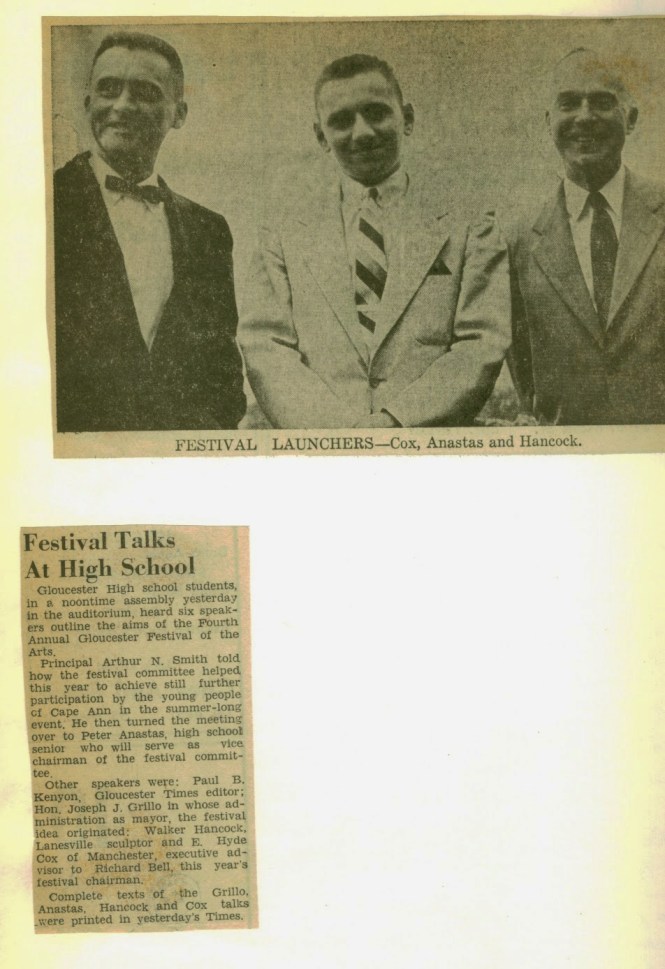 FESTIVAL LAUNCHERS—Cox, Anastas and Hancock.
Festival Talks
At High School
Gloucester High school students,
in a noontime assembly yesterday
in the auditorium, heard six speak-
ers outline the aims of the Fourth
Annual Gloucester Festival of the
Arts.
Principal Arthur N. Smith told
how the festival committee helped
this year to achieve still further
participation by the young people
of Cape Ann in the summer-long
event. He then turned the meeting
over to Peter Anastas, high school
senior who will serve as vice
chairman of the festival commit-
tee.
Other speakers were: Paul B.
Kenyon, Gloucester Times editor;
Hon. Joseph J. Grillo in whose ad-
ministration as mayor, the festival
idea originated; Walker Hancock,
Lanesville sculptor and E. Hyde
Cox of Manchester, executive ad-
visor to Richard Bell, this year's
festival chairman.
Complete texts of the Grillo,
Anastas, Hancock and Cox talks
were printed in yesterday's Times.